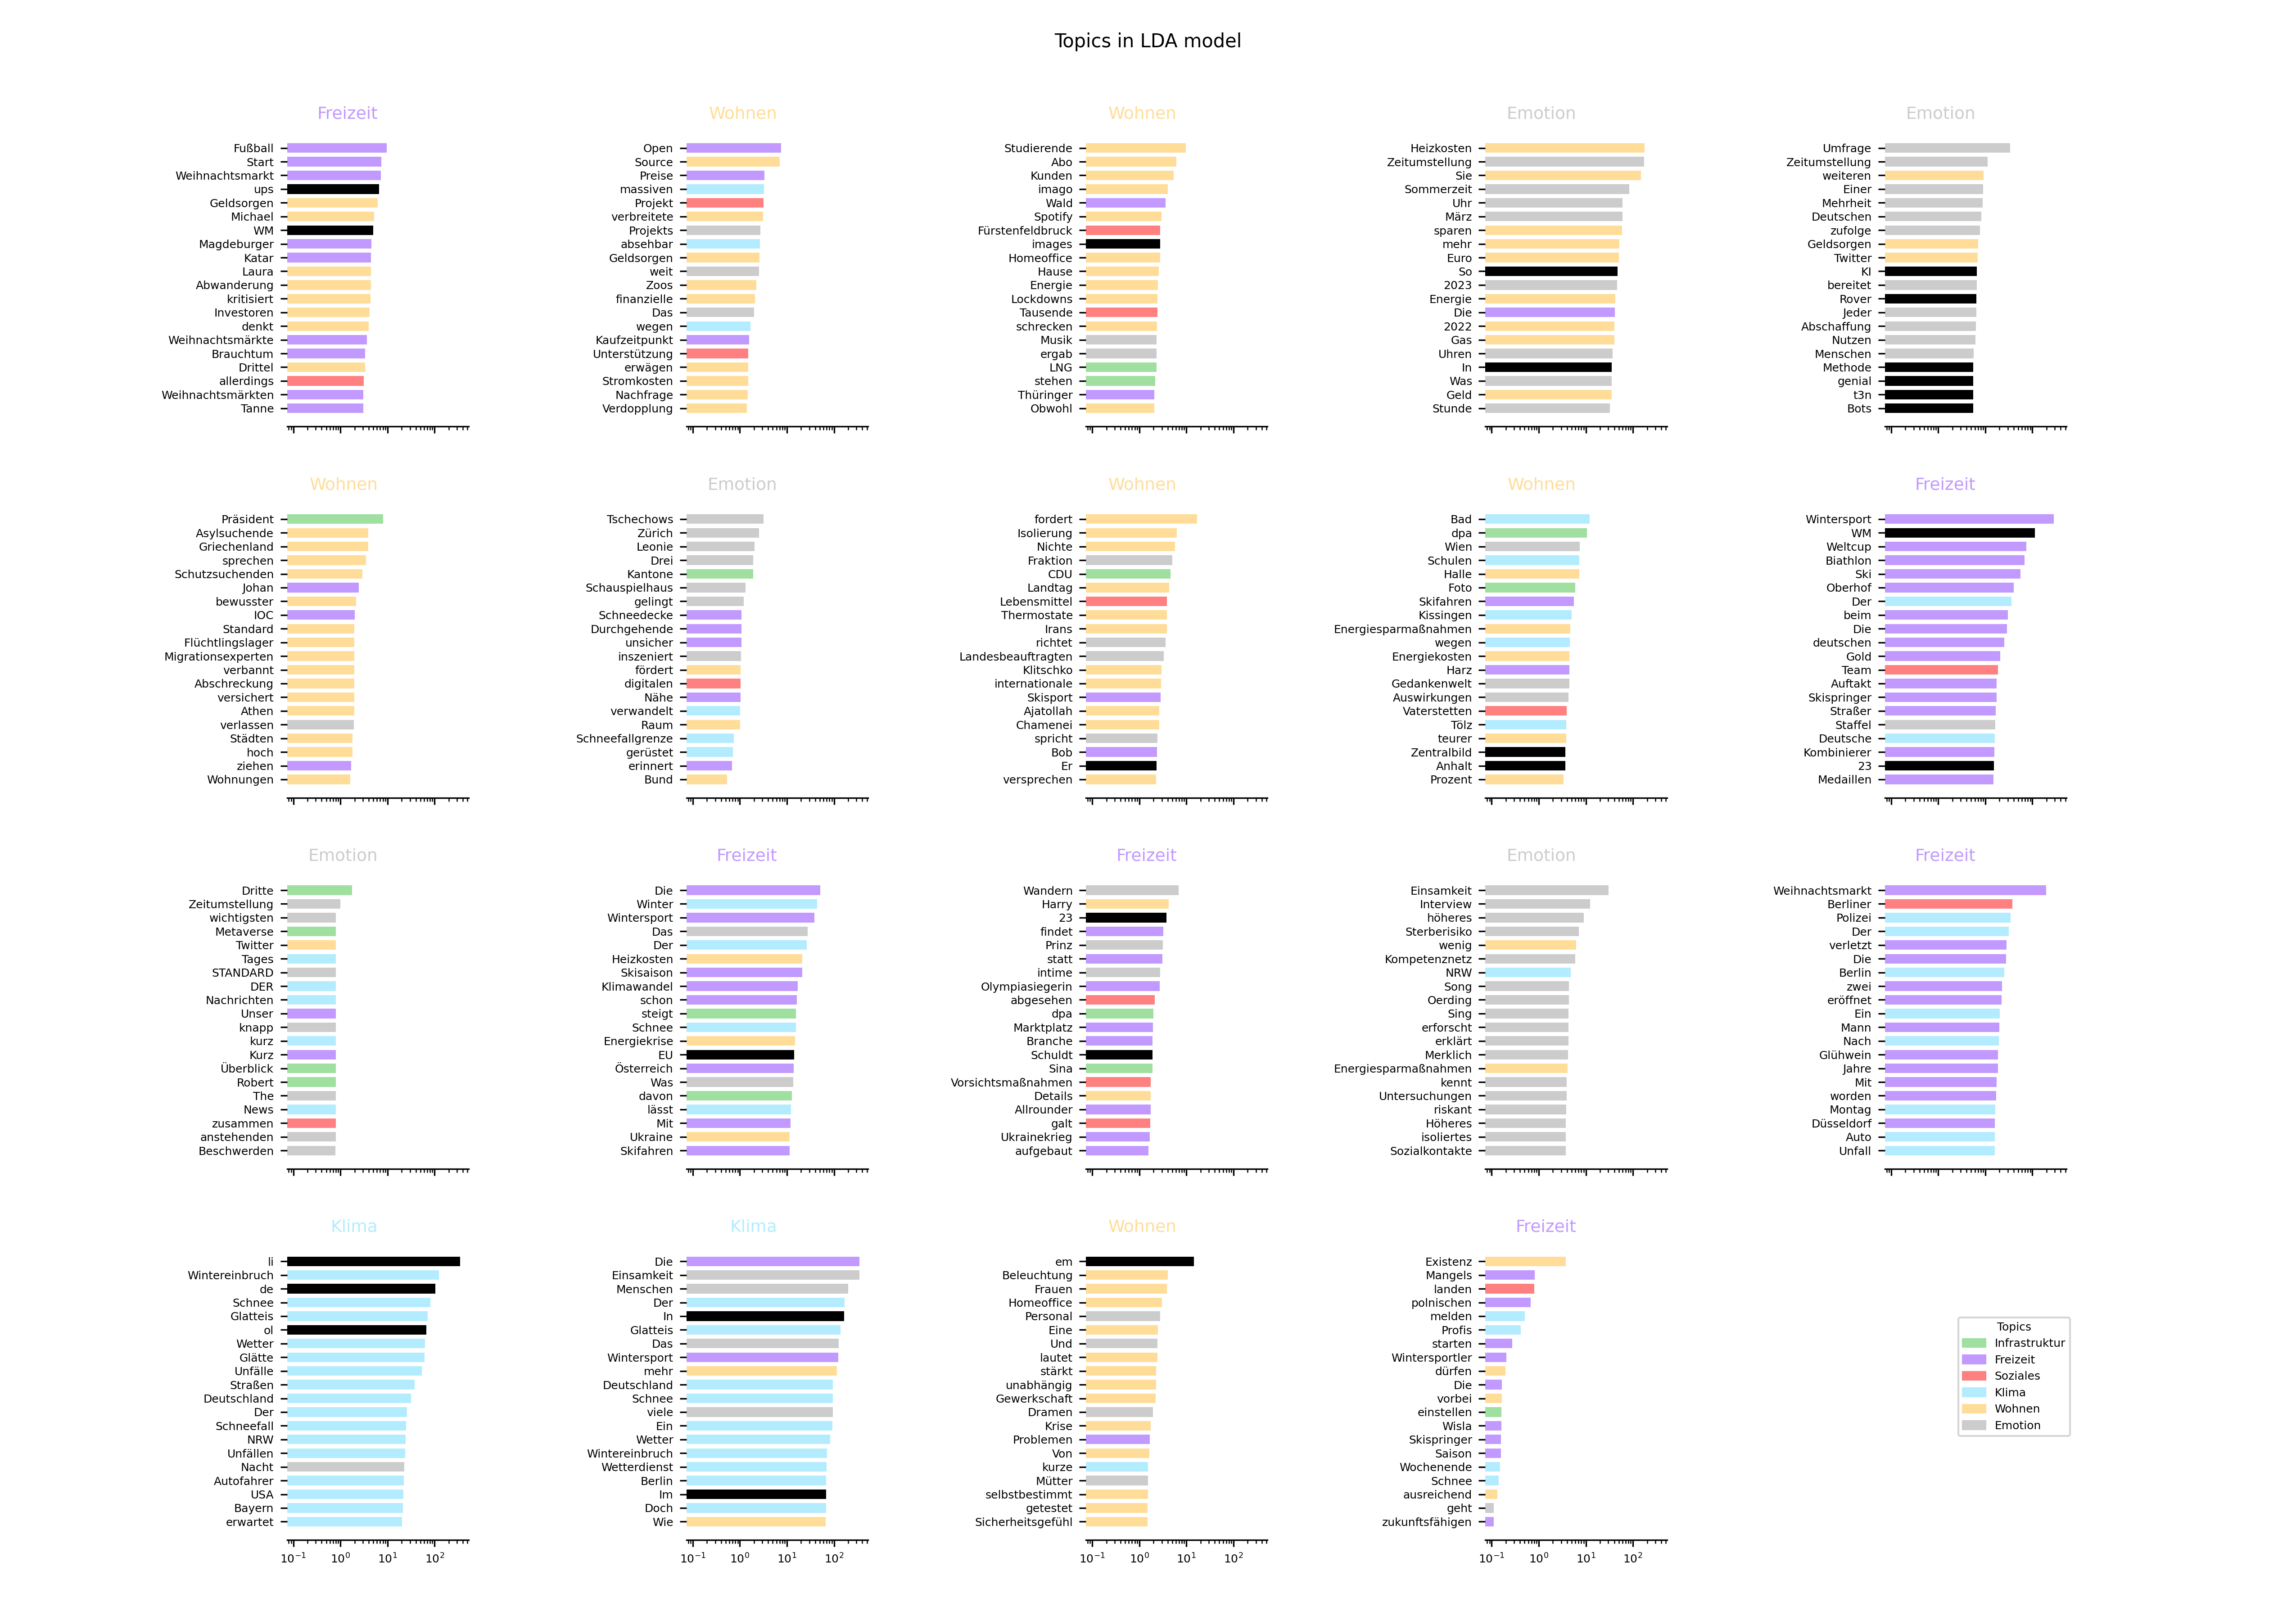 Topics in LDA model
Freizeit
Fußball
Start
Weihnachtsmarkt
ups
Geldsorgen
Michael
WM
Magdeburger
Katar
Laura
Abwanderung
kritisiert
Investoren
denkt
Weihnachtsmärkte
Brauchtum
Drittel
allerdings
Weihnachtsmärkten
Tanne
Wohnen
Open
Source
Preise
massiven
Projekt
verbreitete
Projekts
absehbar
Geldsorgen
weit
Zoos
finanzielle
Das
wegen
Kaufzeitpunkt
Unterstützung
erwägen
Stromkosten
Nachfrage
Verdopplung
Wohnen
Studierende
Abo
Kunden
imago
Wald
Spotify
Fürstenfeldbruck
images
Homeoffice
Hause
Energie
Lockdowns
Tausende
schrecken
Musik
ergab
LNG
stehen
Thüringer
Obwohl
Emotion
Heizkosten
Zeitumstellung
Sie
Sommerzeit
Uhr
März
sparen
mehr
Euro
So
2023
Energie
Die
2022
Gas
Uhren
In
Was
Geld
Stunde
Emotion
Umfrage
Zeitumstellung
weiteren
Einer
Mehrheit
Deutschen
zufolge
Geldsorgen
Twitter
KI
bereitet
Rover
Jeder
Abschaffung
Nutzen
Menschen
Methode
genial
t3n
Bots
Wohnen
Präsident
Asylsuchende
Griechenland
sprechen
Schutzsuchenden
Johan
bewusster
IOC
Standard
Flüchtlingslager
Migrationsexperten
verbannt
Abschreckung
versichert
Athen
verlassen
Städten
hoch
ziehen
Wohnungen
Emotion
Tschechows
Zürich
Leonie
Drei
Kantone
Schauspielhaus
gelingt
Schneedecke
Durchgehende
unsicher
inszeniert
fördert
digitalen
Nähe
verwandelt
Raum
Schneefallgrenze
gerüstet
erinnert
Bund
Wohnen
fordert
Isolierung
Nichte
Fraktion
CDU
Landtag
Lebensmittel
Thermostate
Irans
richtet
Landesbeauftragten
Klitschko
internationale
Skisport
Ajatollah
Chamenei
spricht
Bob
Er
versprechen
Wohnen
Bad
dpa
Wien
Schulen
Halle
Foto
Skifahren
Kissingen
Energiesparmaßnahmen
wegen
Energiekosten
Harz
Gedankenwelt
Auswirkungen
Vaterstetten
Tölz
teurer
Zentralbild
Anhalt
Prozent
Freizeit
Wintersport
WM
Weltcup
Biathlon
Ski
Oberhof
Der
beim
Die
deutschen
Gold
Team
Auftakt
Skispringer
Straßer
Staffel
Deutsche
Kombinierer
23
Medaillen
Emotion
Dritte
Zeitumstellung
wichtigsten
Metaverse
Twitter
Tages
STANDARD
DER
Nachrichten
Unser
knapp
kurz
Kurz
Überblick
Robert
The
News
zusammen
anstehenden
Beschwerden
Freizeit
Die
Winter
Wintersport
Das
Der
Heizkosten
Skisaison
Klimawandel
schon
steigt
Schnee
Energiekrise
EU
Österreich
Was
davon
lässt
Mit
Ukraine
Skifahren
Freizeit
Wandern
Harry
23
findet
Prinz
statt
intime
Olympiasiegerin
abgesehen
dpa
Marktplatz
Branche
Schuldt
Sina
Vorsichtsmaßnahmen
Details
Allrounder
galt
Ukrainekrieg
aufgebaut
Emotion
Einsamkeit
Interview
höheres
Sterberisiko
wenig
Kompetenznetz
NRW
Song
Oerding
Sing
erforscht
erklärt
Merklich
Energiesparmaßnahmen
kennt
Untersuchungen
riskant
Höheres
isoliertes
Sozialkontakte
Freizeit
Weihnachtsmarkt
Berliner
Polizei
Der
verletzt
Die
Berlin
zwei
eröffnet
Ein
Mann
Nach
Glühwein
Jahre
Mit
worden
Montag
Düsseldorf
Auto
Unfall
Klima
li
Wintereinbruch
de
Schnee
Glatteis
ol
Wetter
Glätte
Unfälle
Straßen
Deutschland
Der
Schneefall
NRW
Unfällen
Nacht
Autofahrer
USA
Bayern
erwartet
10⁻¹ 10⁰ 10¹ 10²
Klima
Die
Einsamkeit
Menschen
Der
In
Glatteis
Das
Wintersport
mehr
Deutschland
Schnee
viele
Ein
Wetter
Wintereinbruch
Wetterdienst
Berlin
Im
Doch
Wie
10⁻¹ 10⁰ 10¹ 10²
Wohnen
em
Beleuchtung
Frauen
Homeoffice
Personal
Eine
Und
lautet
stärkt
unabhängig
Gewerkschaft
Dramen
Krise
Problemen
Von
kurze
Mütter
selbstbestimmt
getestet
Sicherheitsgefühl
10⁻¹ 10⁰ 10¹ 10²
Freizeit
Existenz
Mangels
landen
polnischen
melden
Profis
starten
Wintersportler
dürfen
Die
vorbei
einstellen
Wisla
Skispringer
Saison
Wochenende
Schnee
ausreichend
geht
zukunftsfähigen
10⁻¹ 10⁰ 10¹ 10²
Topics
Infrastruktur
Freizeit
Soziales
Klima
Wohnen
Emotion